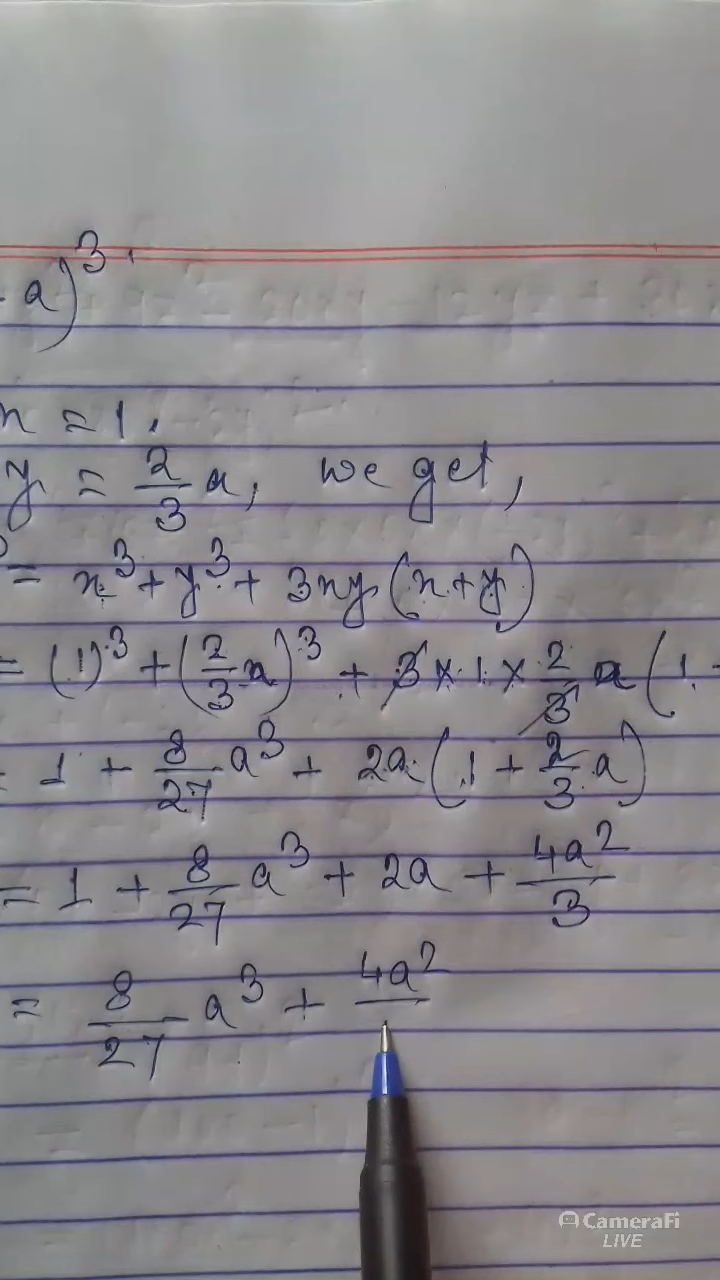 a)³.
x = 1.
y = 2/3 a, we get,
³ = x³ + y³ + 3xy(x+y)
= (1)³ + (2/3 a)³ + 3 × 1 × 2/3 a (1 +
= 1 + 8/27 a³ + 2a(1 + 2/3 a)
= 1 + 8/27 a³ + 2a + 4a²/3
= 8/27 a³ + 4a²
CameraFi
LIVE